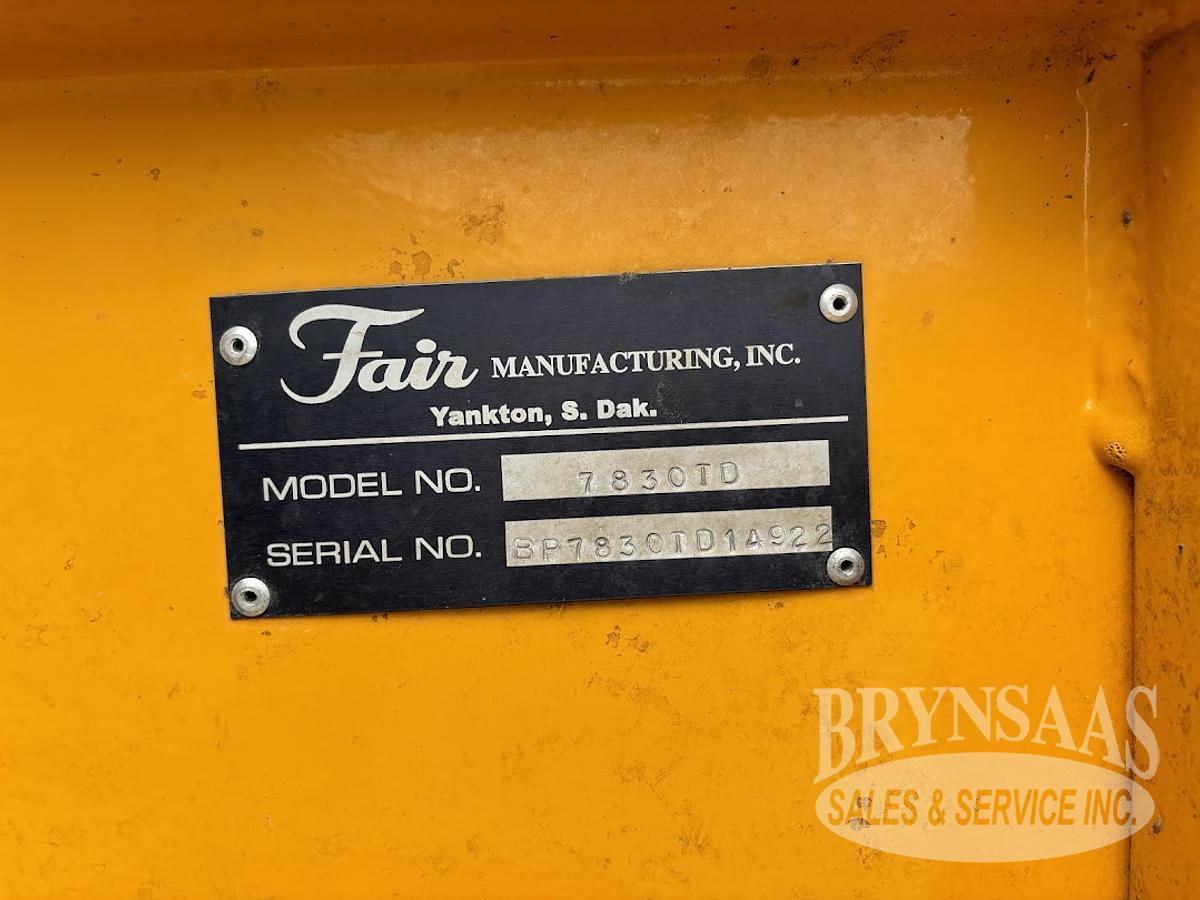 Fair MANUFACTURING, INC.
Yankton, S. Dak.
MODEL NO. 7830TD
SERIAL NO. BP7830TD14922
BRYNSAAS
SALES & SERVICE INC.